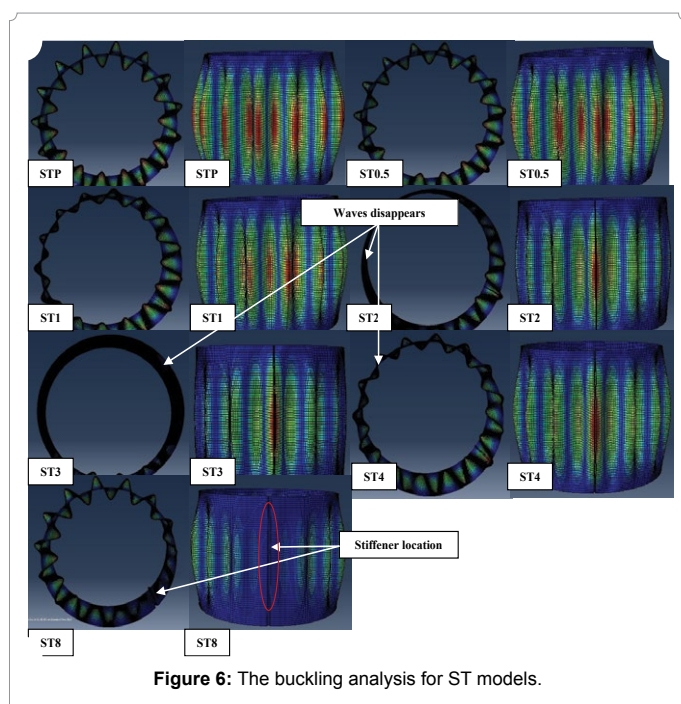 STP
STP
ST0.5
ST0.5
Waves disappears
ST1
ST1
ST2
ST2
ST3
ST3
ST4
ST4
Stiffener location
ST8
ST8
Figure 6: The buckling analysis for ST models.